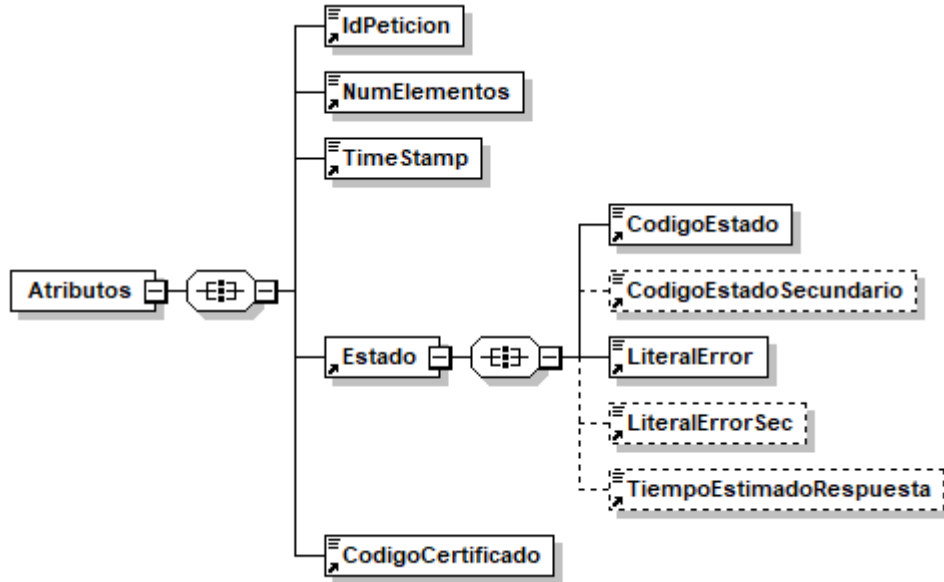 IdPeticion
NumElementos
TimeStamp
CodigoEstado
Atributos
CodigoEstadoSecundario
Estado
LiteralError
LiteralErrorSec
TiempoEstimadoRespuesta
CodigoCertificado